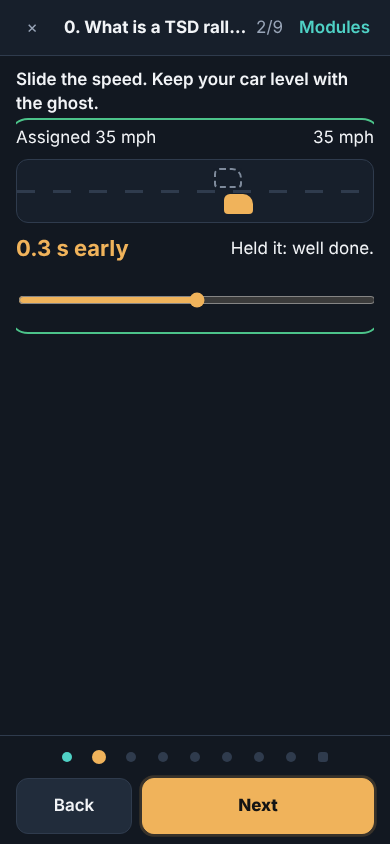 × 0. What is a TSD rall... 2/9 Modules
Slide the speed. Keep your car level with
the ghost.
Assigned 35 mph 35 mph
0.3 s early Held it: well done.
Back Next